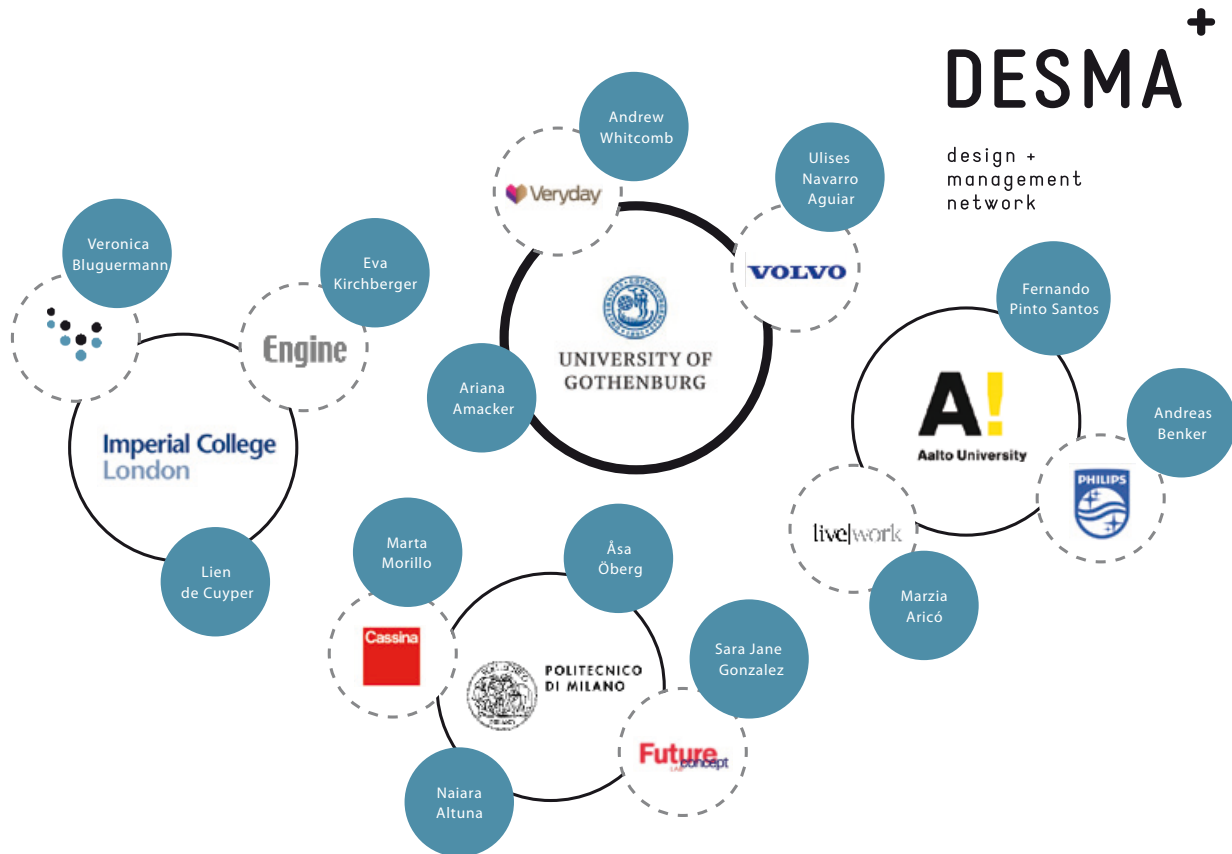 +
DESMA
design +
management
network
Andrew
Whitcomb
Veryday
Ulises
Navarro
Aguiar
VOLVO
UNIVERSITY OF
GOTHENBURG
Ariana
Amacker
Veronica
Bluguermann
Eva
Kirchberger
Engine
Imperial College
London
Lien
de Cuyper
Fernando
Pinto Santos
A!
Aalto University
Andreas
Benker
PHILIPS
live|work
Marzia
Aricó
Marta
Morillo
Cassina
Åsa
Öberg
POLITECNICO
DI MILANO
Sara Jane
Gonzalez
Future
concept
LAB
Naiara
Altuna